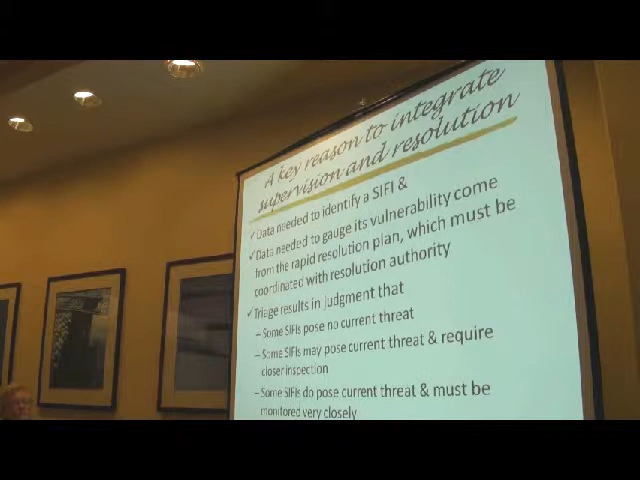 A key reason to integrate
supervision and resolution
✓Data needed to identify a SIFI &
✓Data needed to gauge its vulnerability come
from the rapid resolution plan, which must be
coordinated with resolution authority
✓Triage results in judgment that
– Some SIFIs pose no current threat
– Some SIFIs may pose current threat & require
closer inspection
– Some SIFIs do pose current threat & must be
monitored very closely